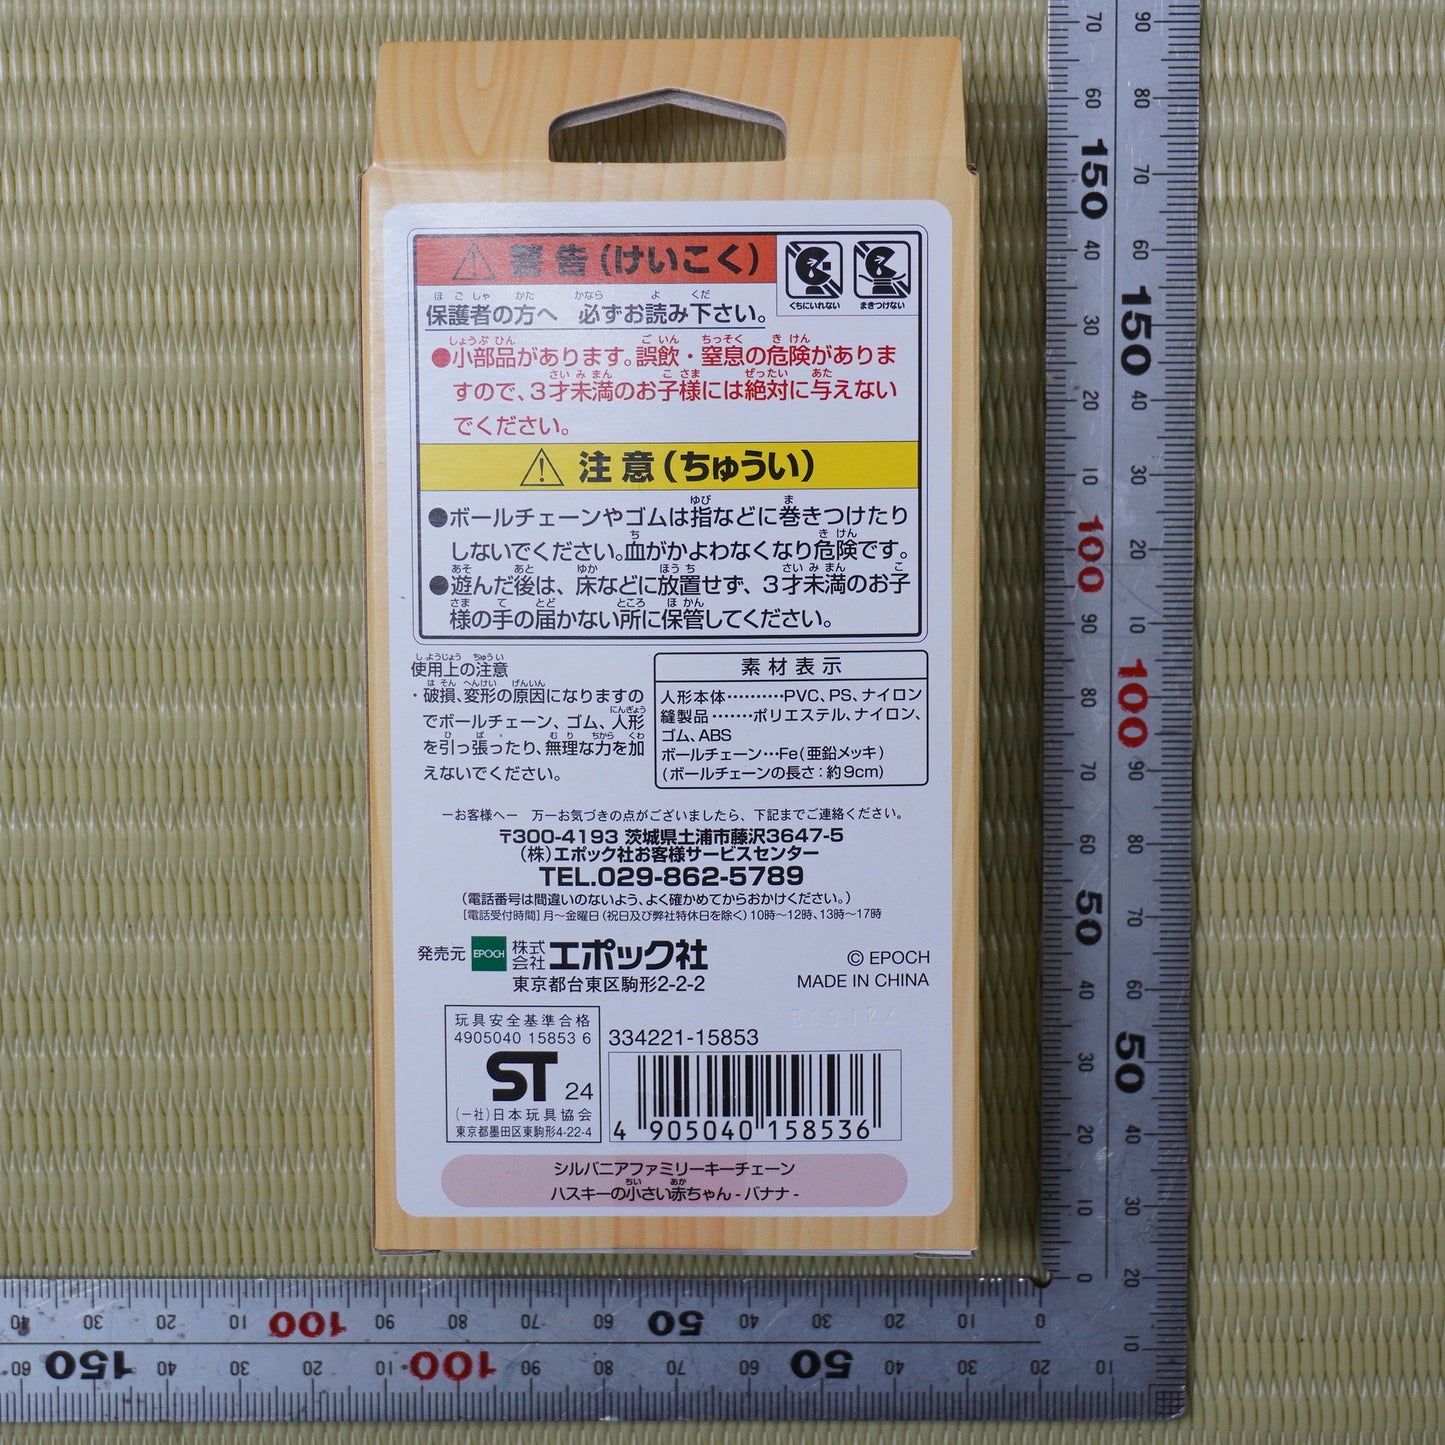 警告(けいこく)
くちにいれない
まきつけない
保護者の方へ 必ずお読み下さい。
●小部品があります。誤飲・窒息の危険がありま
すので、3才未満のお子様には絶対に与えない
でください。
注意(ちゅうい)
●ボールチェーンやゴムは指などに巻きつけたり
しないでください。血がかよわなくなり危険です。
●遊んだ後は、床などに放置せず、3才未満のお子
様の手の届かない所に保管してください。
使用上の注意
・破損、変形の原因になりますの
でボールチェーン、ゴム、人形
を引っ張ったり、無理な力を加
えないでください。
素材表示
人形本体‥‥‥‥‥PVC、PS、ナイロン
縫製品‥‥‥・ポリエステル、ナイロン、
ゴム、ABS
ボールチェーン‥・Fe(亜鉛メッキ)
(ボールチェーンの長さ:約9cm)
ーお客様へー 万一お気づきの点がございましたら、下記までご連絡ください。
〒300-4193 茨城県土浦市藤沢3647-5
(株)エポック社お客様サービスセンター
TEL.029-862-5789
(電話番号は間違いのないよう、よく確かめてからおかけください。)
[電話受付時間]月〜金曜日(祝日及び弊社特休日を除く)10時〜12時、13時〜17時
発売元 EPOCH 株式会社 エポック社
東京都台東区駒形2-2-2
© EPOCH
MADE IN CHINA
玩具安全基準合格
4905040 15853 6
ST 24
(一社)日本玩具協会
東京都墨田区東駒形4-22-4
334221-15853
4 905040 158536
シルバニアファミリーキーチェーン
ハスキーの小さい赤ちゃん - バナナ -